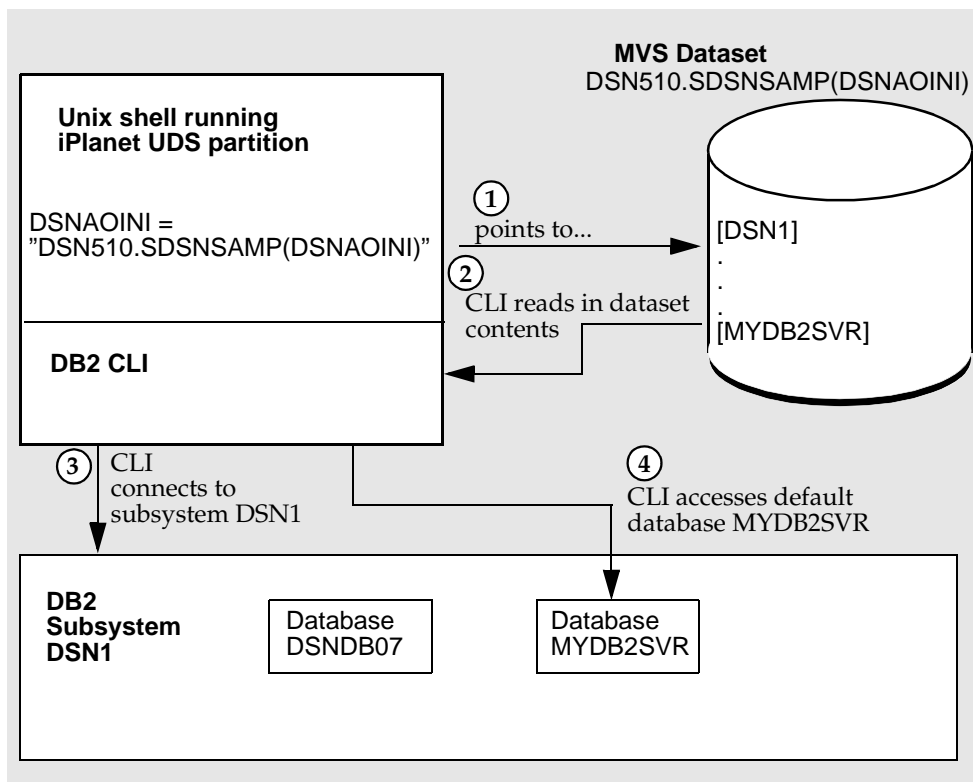 MVS Dataset
DSN510.SDSNSAMP(DSNAOINI)
Unix shell running
iPlanet UDS partition
DSNAOINI =
”DSN510.SDSNSAMP(DSNAOINI)”
1
points to...
[DSN1]
.
.
.
[MYDB2SVR]
2
CLI reads in dataset
contents
DB2 CLI
3
CLI
connects to
subsystem DSN1
4
CLI accesses default
database MYDB2SVR
DB2
Subsystem
DSN1
Database
DSNDB07
Database
MYDB2SVR